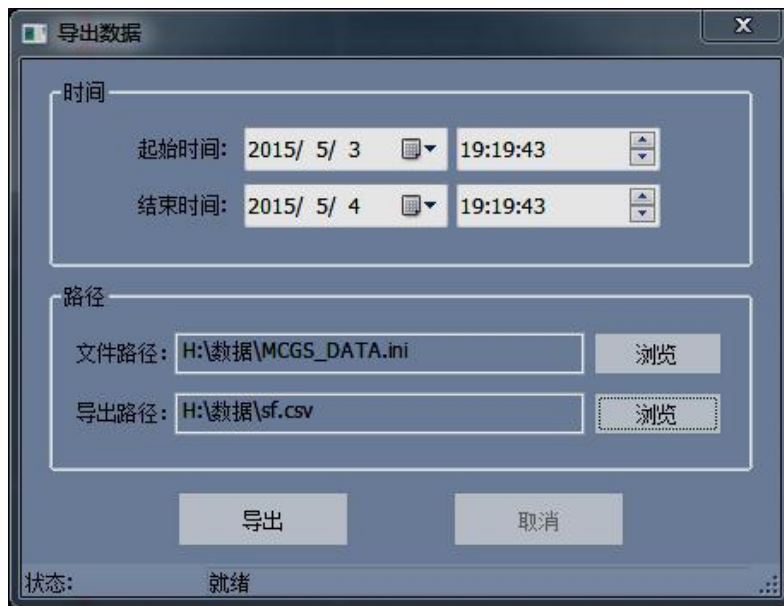 导出数据
时间
起始时间: 2015/ 5/ 3 19:19:43
结束时间: 2015/ 5/ 4 19:19:43
路径
文件路径: H:\数据\MCGS_DATA.ini 浏览
导出路径: H:\数据\sf.csv 浏览
导出 取消
状态: 就绪